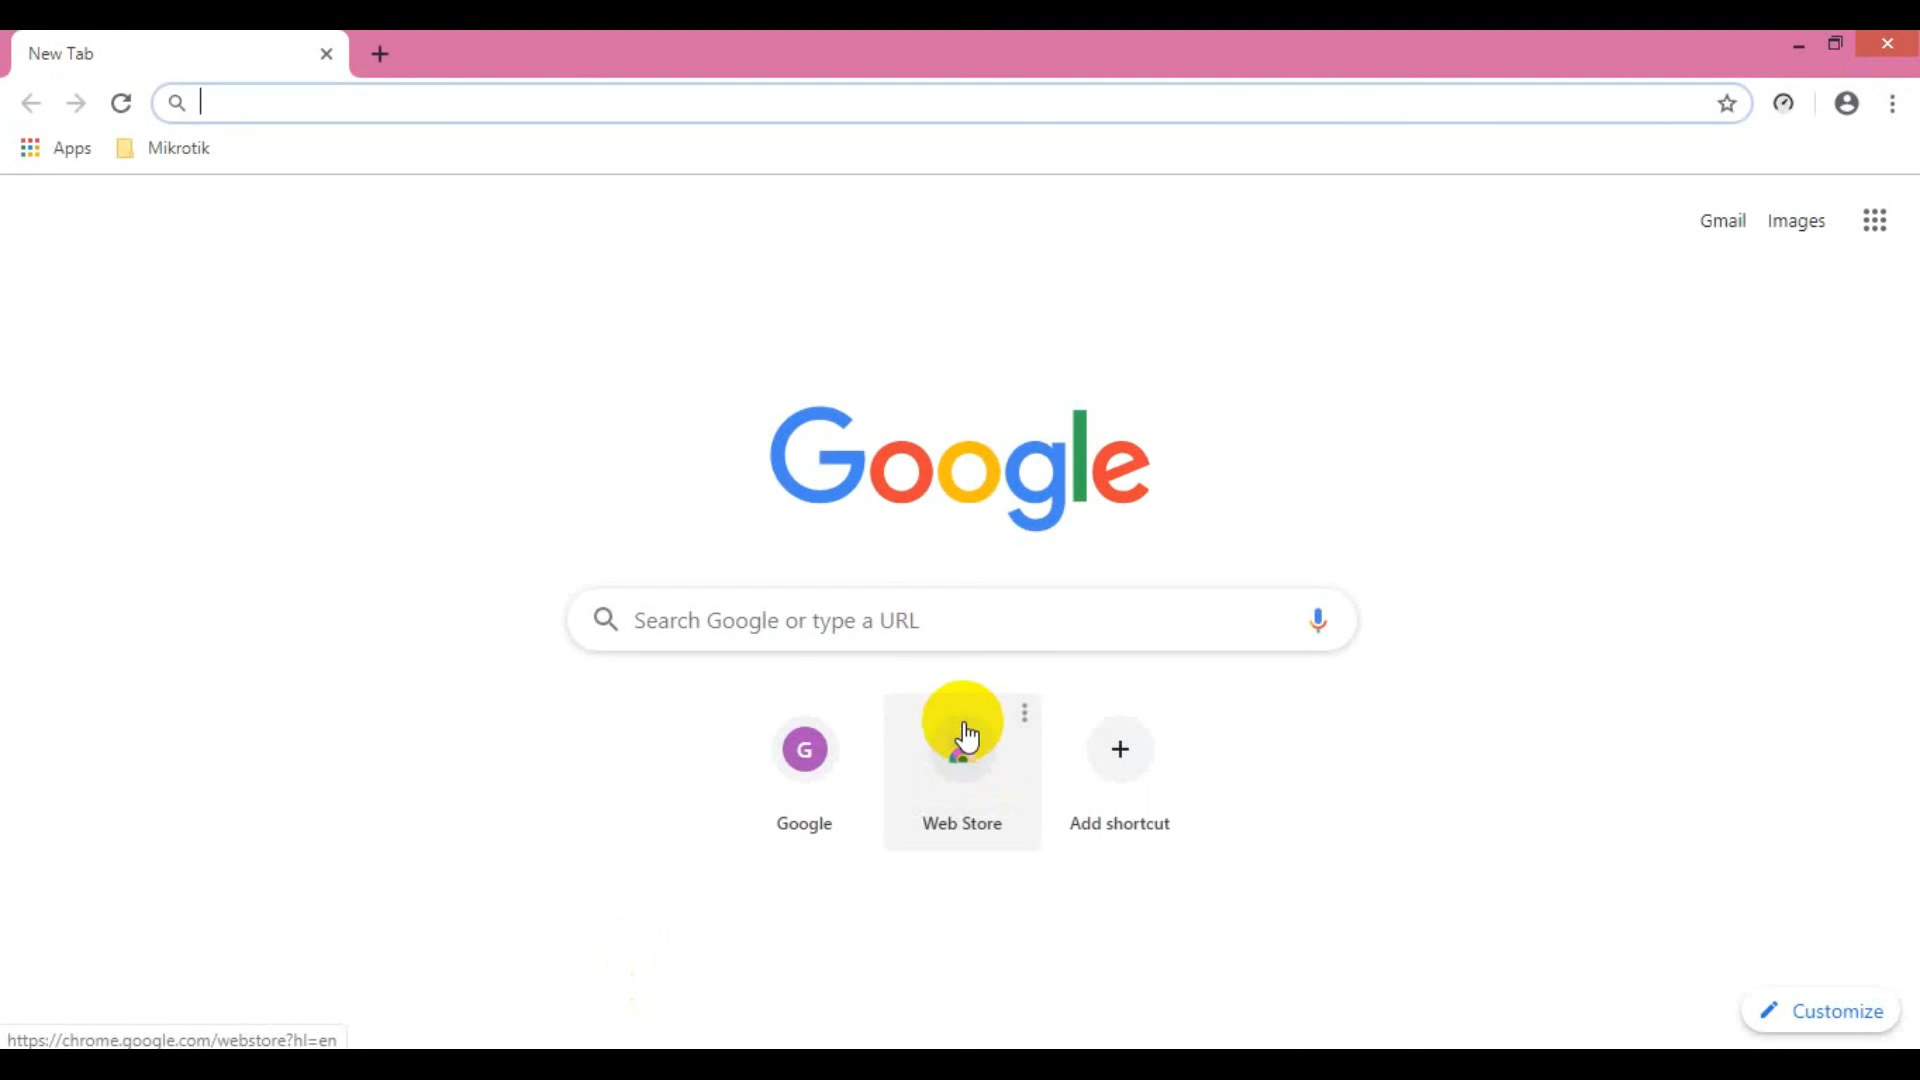 New Tab
Apps
Mikrotik
Gmail
Images
Google
Search Google or type a URL
G
Google
Web Store
Add shortcut
Customize
https://chrome.google.com/webstore?hl=en